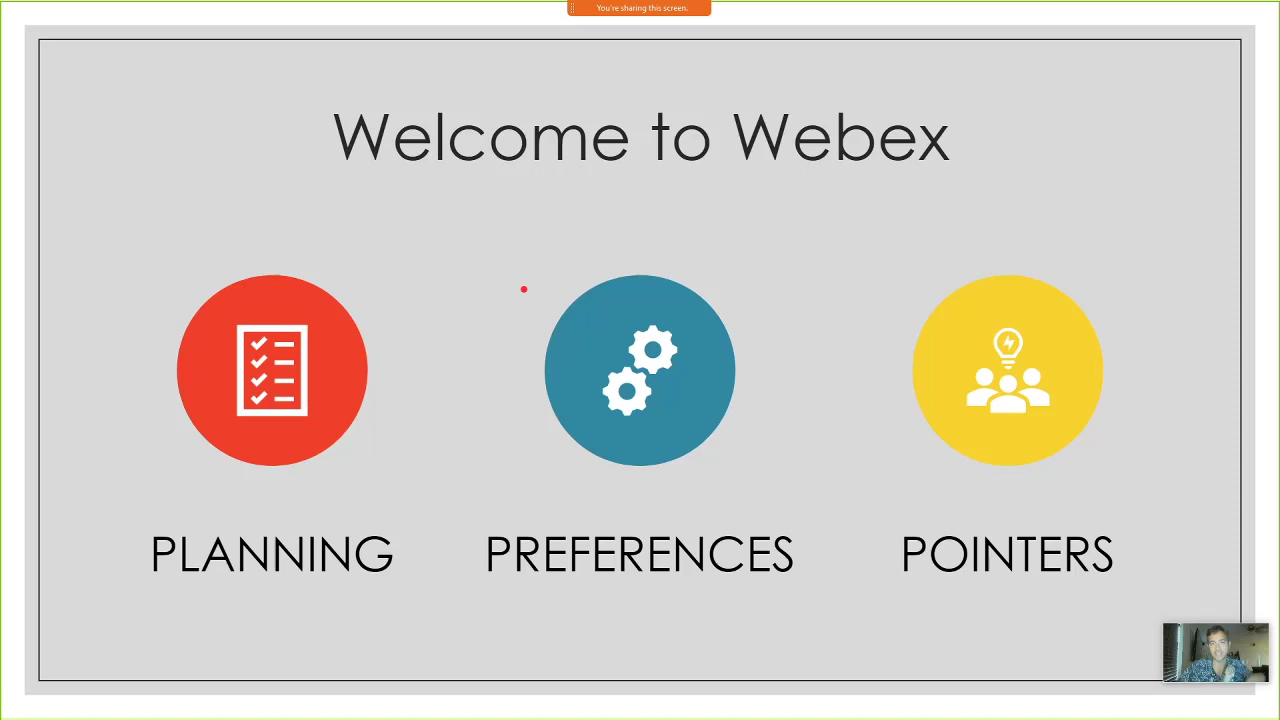 You're sharing this screen.
Welcome to Webex
PLANNING
PREFERENCES
POINTERS